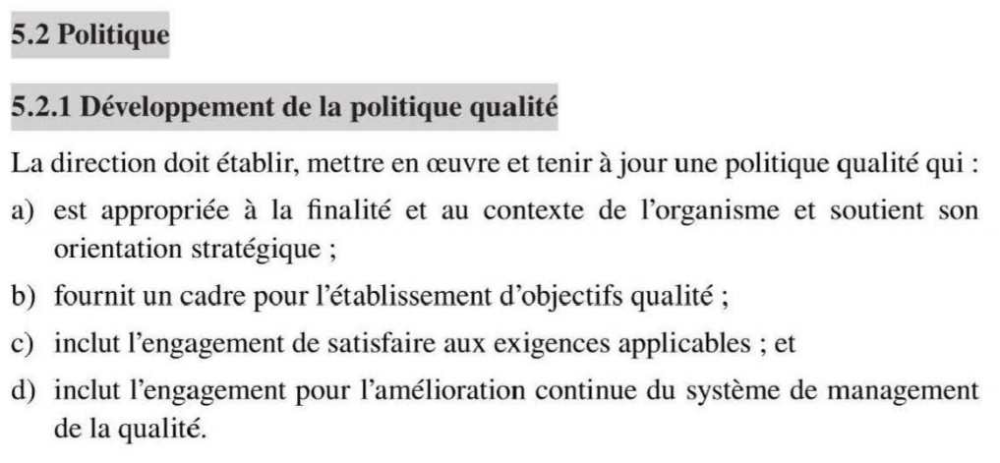 5.2 Politique
5.2.1 Développement de la politique qualité
La direction doit établir, mettre en œuvre et tenir à jour une politique qualité qui :
a) est appropriée à la finalité et au contexte de l’organisme et soutient son
orientation stratégique ;
b) fournit un cadre pour l’établissement d’objectifs qualité ;
c) inclut l’engagement de satisfaire aux exigences applicables ; et
d) inclut l’engagement pour l’amélioration continue du système de management
de la qualité.